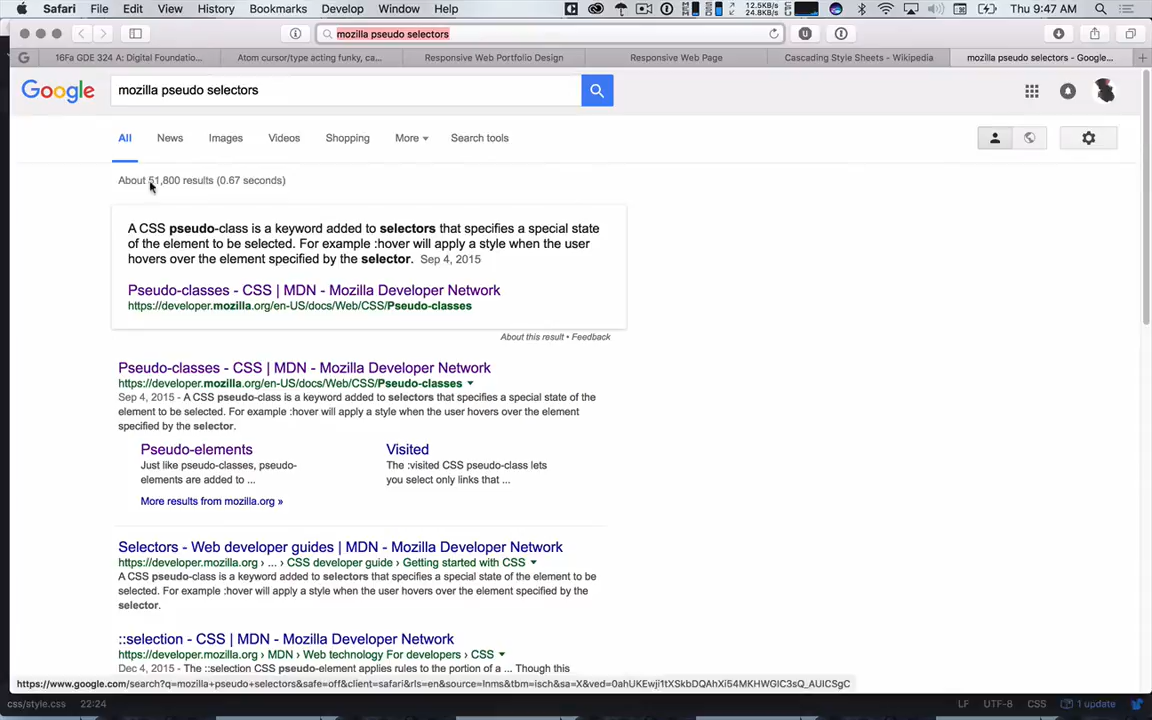 Safari File Edit View History Bookmarks Develop Window Help 12.5KB/s 24.8KB/s Thu 9:47 AM
mozilla pseudo selectors
16Fa GDE 324 A: Digital Foundatio... Atom cursor/type acting funky, ca... Responsive Web Portfolio Design Responsive Web Page Cascading Style Sheets - Wikipedia mozilla pseudo selectors - Google...
Google mozilla pseudo selectors
All News Images Videos Shopping More Search tools
About 51,800 results (0.67 seconds)
A CSS pseudo-class is a keyword added to selectors that specifies a special state
of the element to be selected. For example :hover will apply a style when the user
hovers over the element specified by the selector. Sep 4, 2015
Pseudo-classes - CSS | MDN - Mozilla Developer Network
https://developer.mozilla.org/en-US/docs/Web/CSS/Pseudo-classes
About this result • Feedback
Pseudo-classes - CSS | MDN - Mozilla Developer Network
https://developer.mozilla.org/en-US/docs/Web/CSS/Pseudo-classes
Sep 4, 2015 - A CSS pseudo-class is a keyword added to selectors that specifies a special state of the
element to be selected. For example :hover will apply a style when the user hovers over the element
specified by the selector.
Pseudo-elements Visited
Just like pseudo-classes, pseudo- The :visited CSS pseudo-class lets
elements are added to ... you select only links that ...
More results from mozilla.org »
Selectors - Web developer guides | MDN - Mozilla Developer Network
https://developer.mozilla.org › ... › CSS developer guide › Getting started with CSS
A CSS pseudo-class is a keyword added to selectors that specifies a special state of the element to be
selected. For example :hover will apply a style when the user hovers over the element specified by the
selector.
::selection - CSS | MDN - Mozilla Developer Network
https://developer.mozilla.org › MDN › Web technology For developers › CSS
Dec 4, 2015 - The ::selection CSS pseudo-element applies rules to the portion of a ... Though this
https://www.google.com/search?q=mozilla+pseudo+selectors&safe=off&client=safari&rls=en&source=lnms&tbm=isch&sa=X&ved=0ahUKEwji1tXSkbDQAhXi54MKHWGlC3sQ_AUICSgC
css/style.css 22:24 LF UTF-8 CSS 1 update